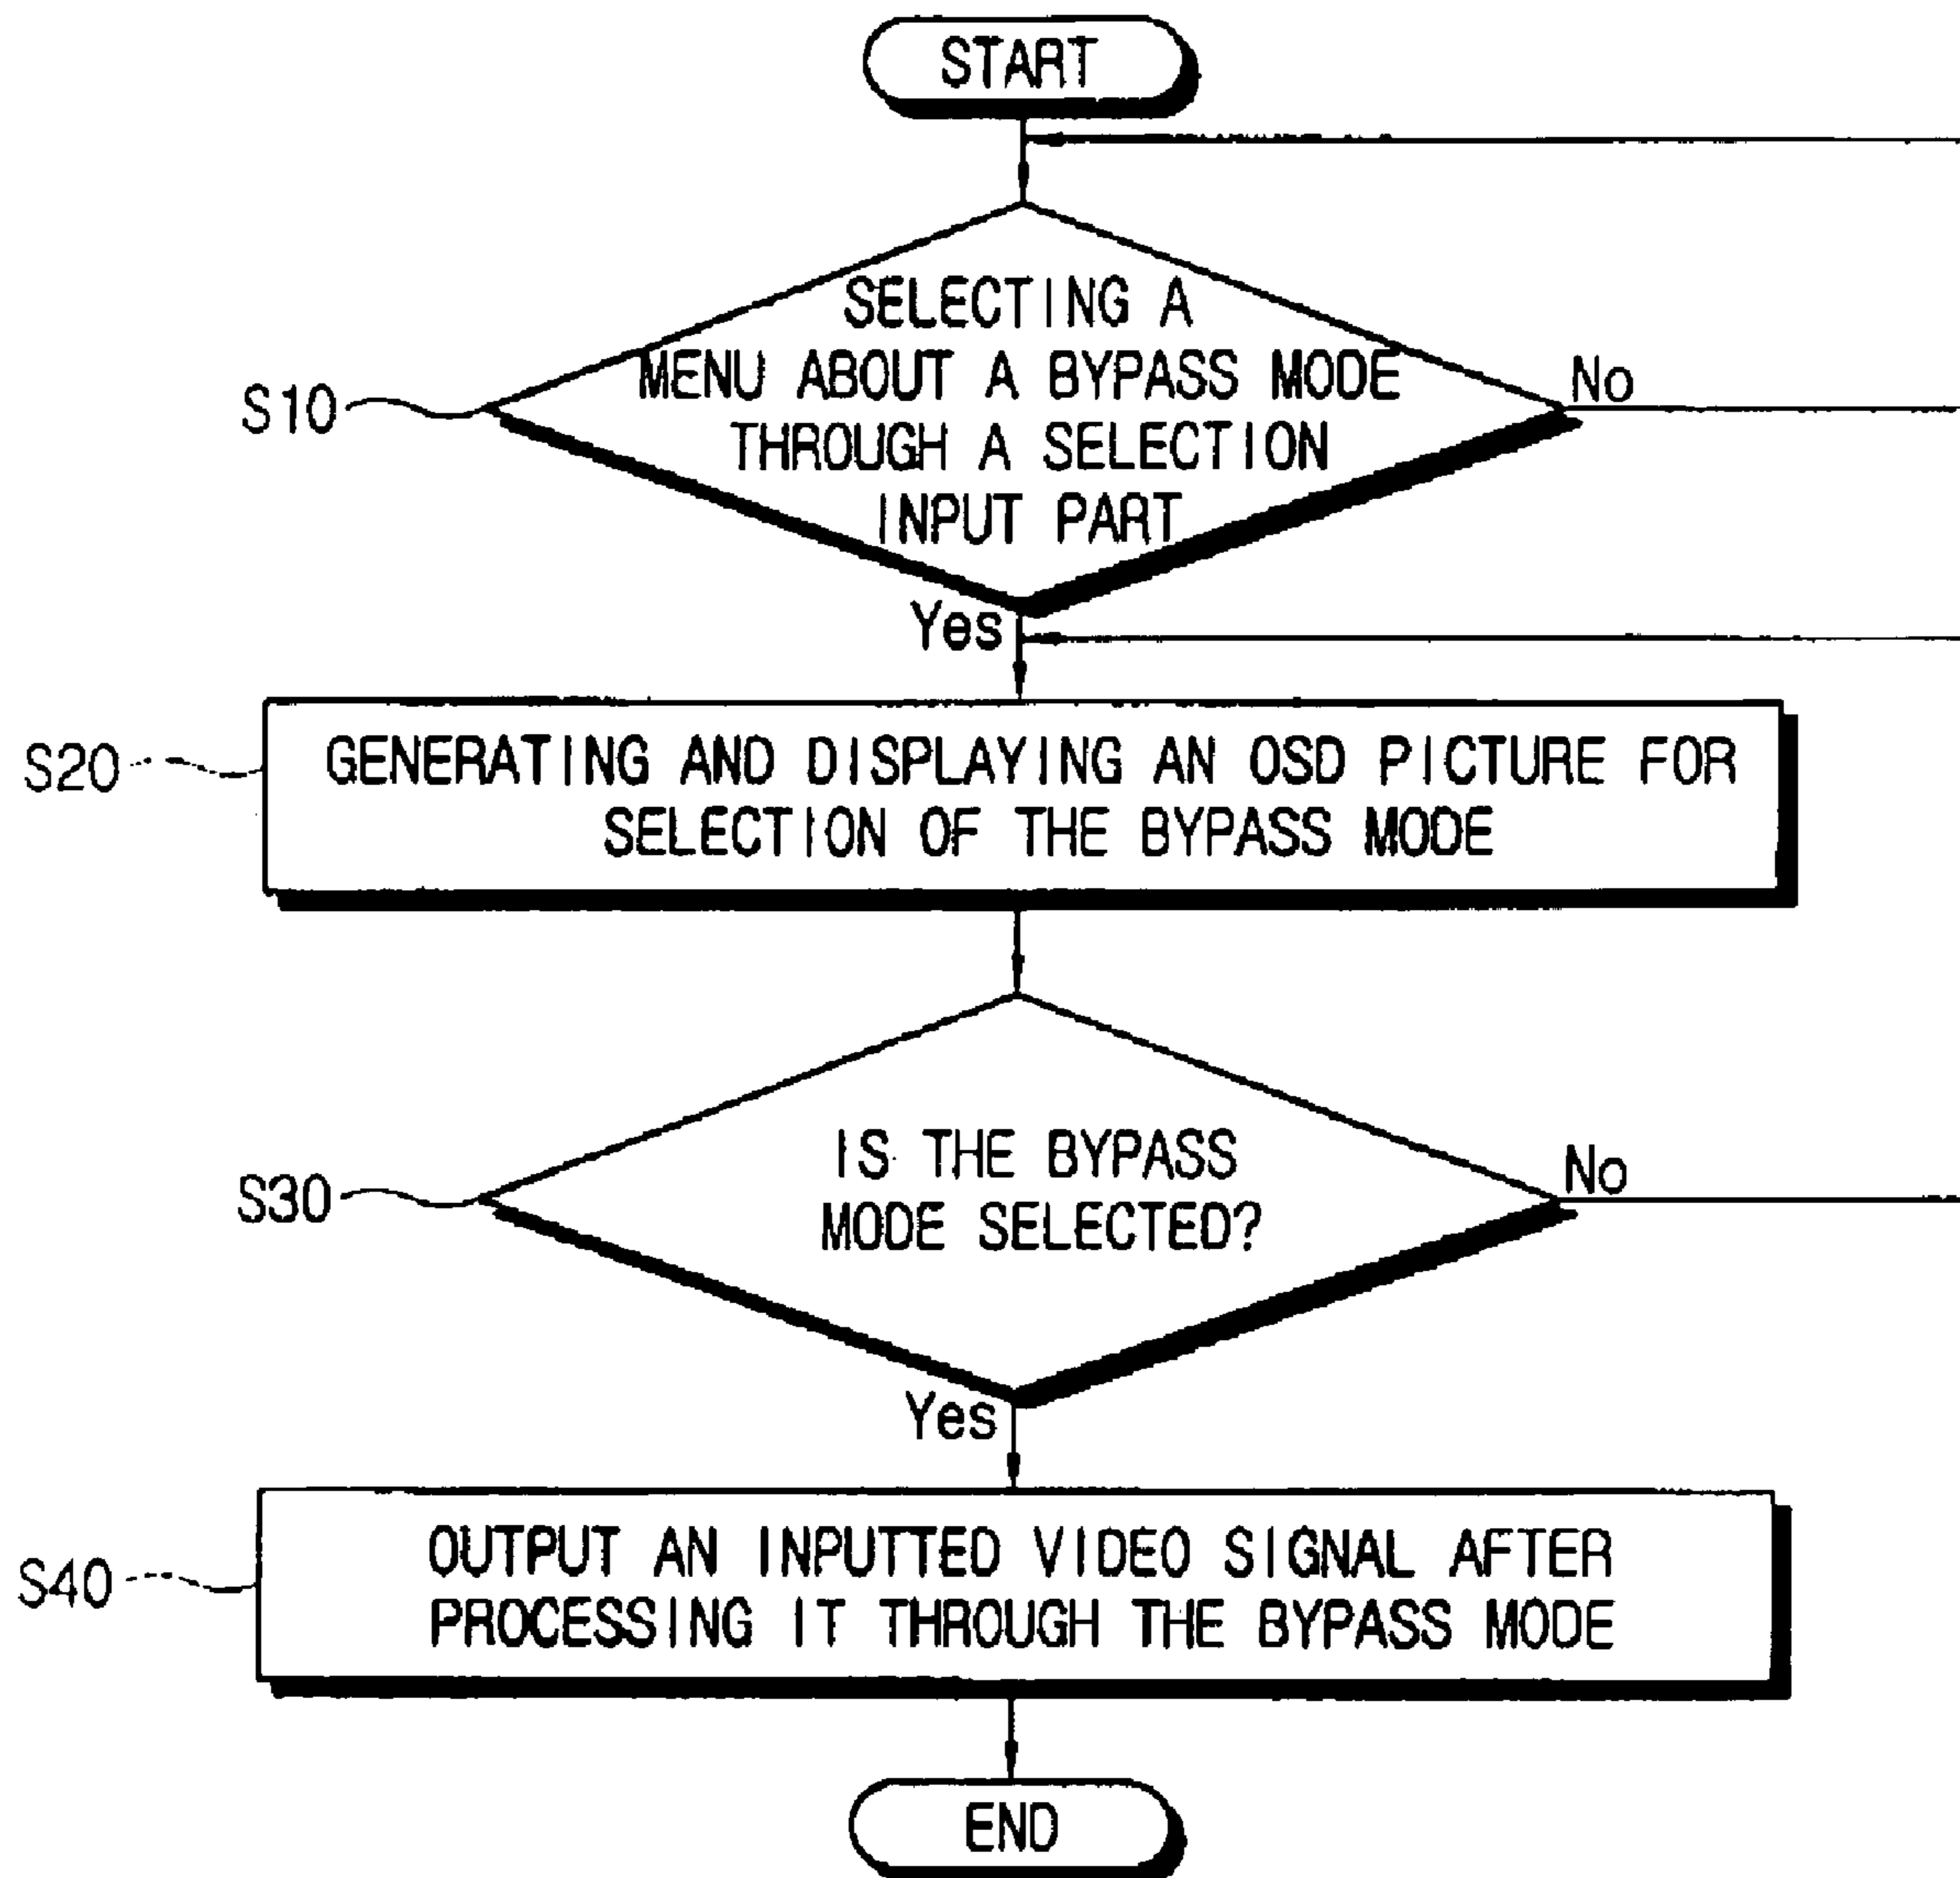 START
SELECTING A
MENU ABOUT A BYPASS MODE
THROUGH A SELECTION
INPUT PART
No
S10
Yes
S20
GENERATING AND DISPLAYING AN OSD PICTURE FOR
SELECTION OF THE BYPASS MODE
IS THE BYPASS
MODE SELECTED?
No
S30
Yes
S40
OUTPUT AN INPUTTED VIDEO SIGNAL AFTER
PROCESSING IT THROUGH THE BYPASS MODE
END